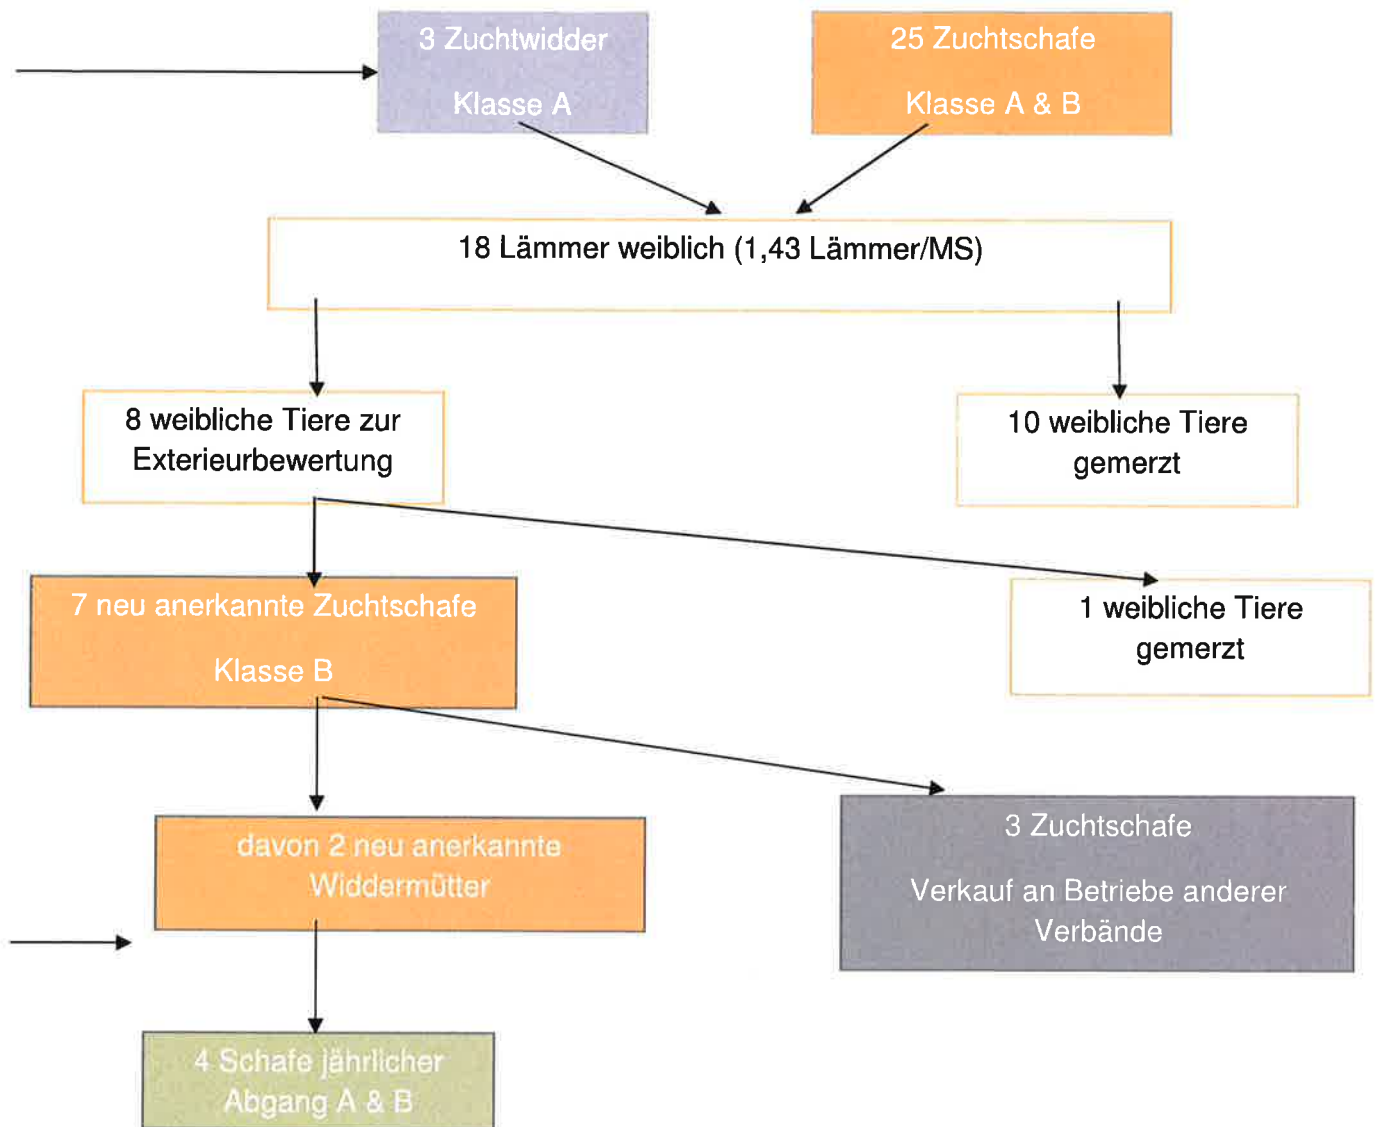 3 Zuchtwidder
Klasse A
25 Zuchtschafe
Klasse A & B
18 Lämmer weiblich (1,43 Lämmer/MS)
8 weibliche Tiere zur
Exterieurbewertung
10 weibliche Tiere
gemerzt
7 neu anerkannte Zuchtschafe
Klasse B
1 weibliche Tiere
gemerzt
davon 2 neu anerkannte
Widdermütter
3 Zuchtschafe
Verkauf an Betriebe anderer
Verbände
4 Schafe jährlicher
Abgang A & B